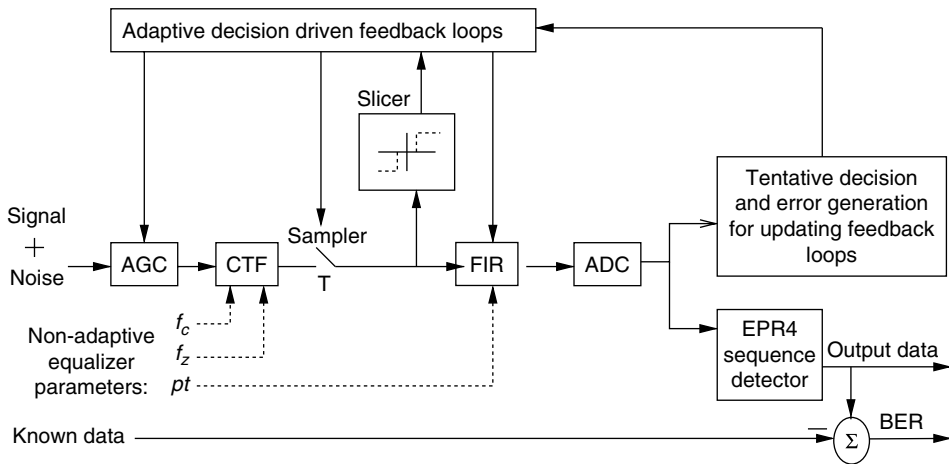 Adaptive decision driven feedback loops
Slicer
Tentative decision
and error generation
for updating feedback
loops
Signal
+
Noise
Sampler
AGC
CTF
T
FIR
ADC
Non-adaptive
equalizer
parameters:
fc
fz
pt
EPR4
sequence
detector
Output data
Known data
−
Σ
BER